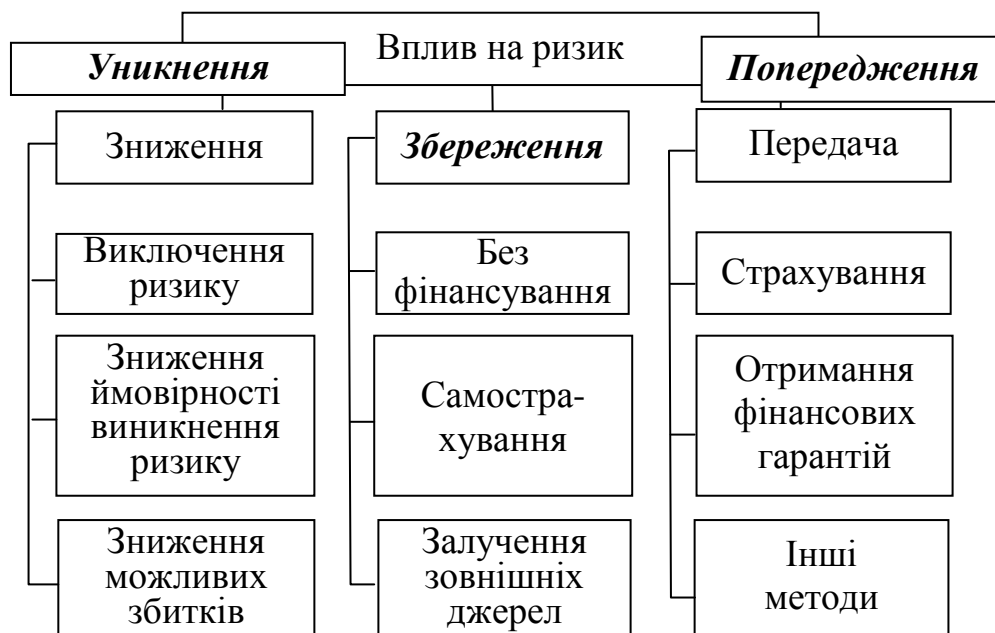 Вплив на ризик
Уникнення
Попередження
Зниження
Збереження
Передача
Виключення
ризику
Без
фінансування
Страхування
Зниження
ймовірності
виникнення
ризику
Самостра-
хування
Отримання
фінансових
гарантій
Зниження
можливих
збитків
Залучення
зовнішніх
джерел
Інші
методи